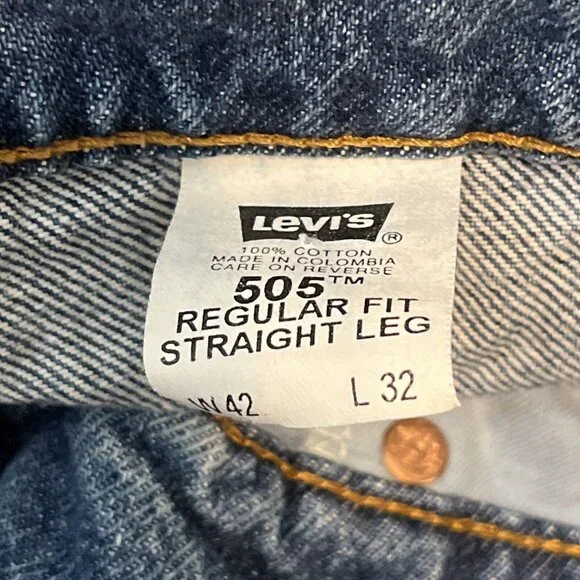 Levi's ®
100% COTTON
MADE IN COLOMBIA
CARE ON REVERSE
505™
REGULAR FIT
STRAIGHT LEG
W 42 L 32